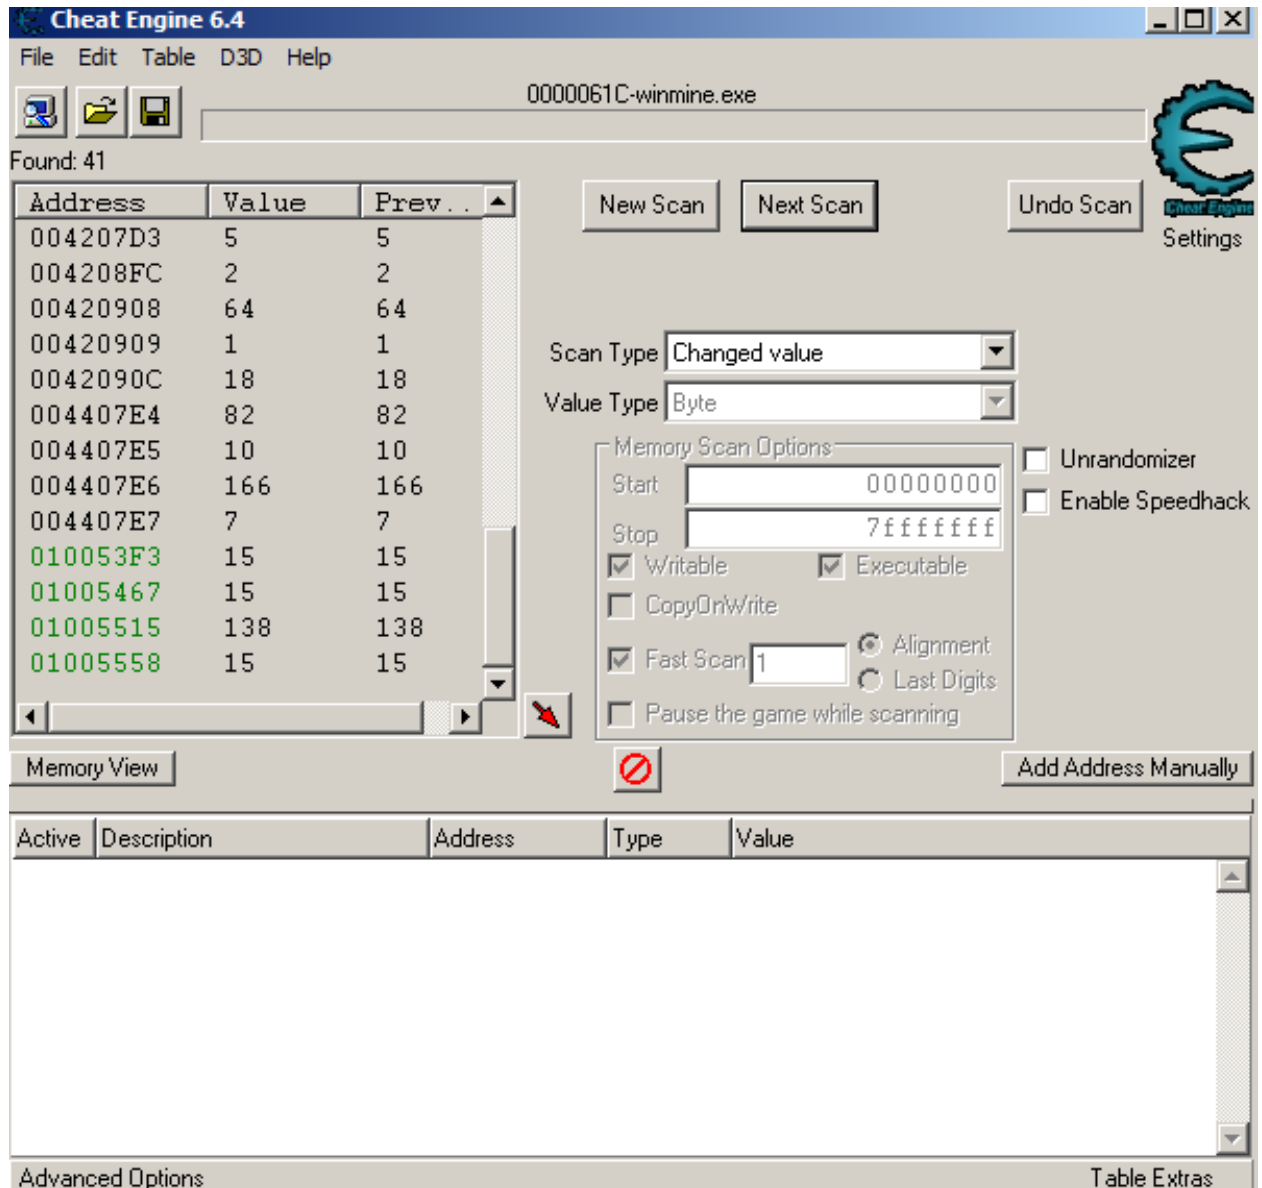 Cheat Engine 6.4
File Edit Table D3D Help
0000061C-winmine.exe
Found: 41
Address Value Prev..
004207D3 5 5
004208FC 2 2
00420908 64 64
00420909 1 1
0042090C 18 18
004407E4 82 82
004407E5 10 10
004407E6 166 166
004407E7 7 7
010053F3 15 15
01005467 15 15
01005515 138 138
01005558 15 15
New Scan Next Scan Undo Scan
Cheat Engine
Settings
Scan Type Changed value
Value Type Byte
Memory Scan Options
Start 00000000
Stop 7fffffff
Writable Executable
CopyOnWrite
Fast Scan 1 Alignment
Last Digits
Pause the game while scanning
Unrandomizer
Enable Speedhack
Memory View Add Address Manually
Active Description Address Type Value
Advanced Options Table Extras